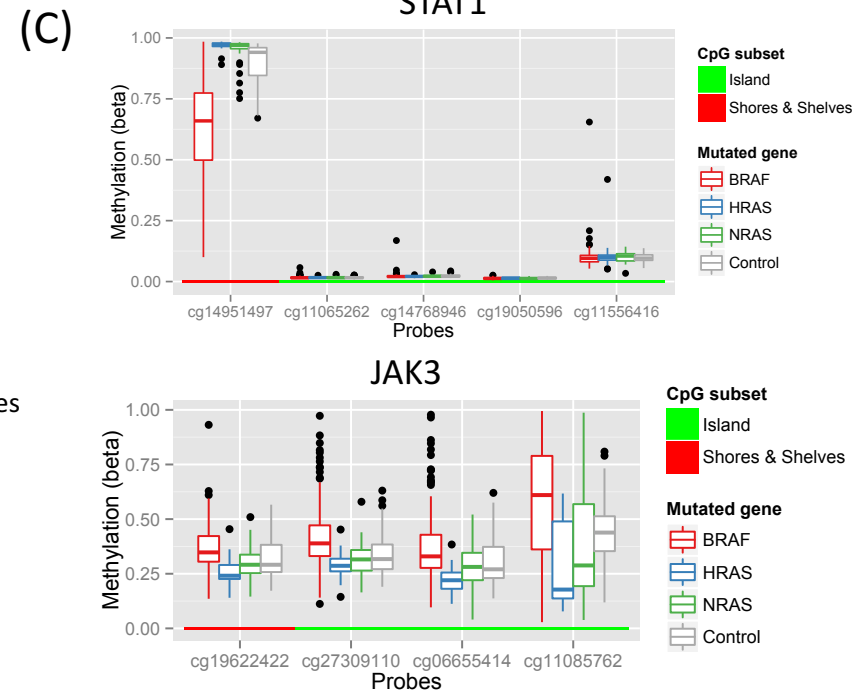 (C)
STAT1
1.00
0.75
0.50
0.25
0.00
Methylation (beta)
cg14951497 cg11065262 cg14768946 cg19050596 cg11556416
Probes
CpG subset
Island
Shores & Shelves
Mutated gene
BRAF
HRAS
NRAS
Control
es
JAK3
1.00
0.75
0.50
0.25
0.00
Methylation (beta)
cg19622422 cg27309110 cg06655414 cg11085762
Probes
CpG subset
Island
Shores & Shelves
Mutated gene
BRAF
HRAS
NRAS
Control